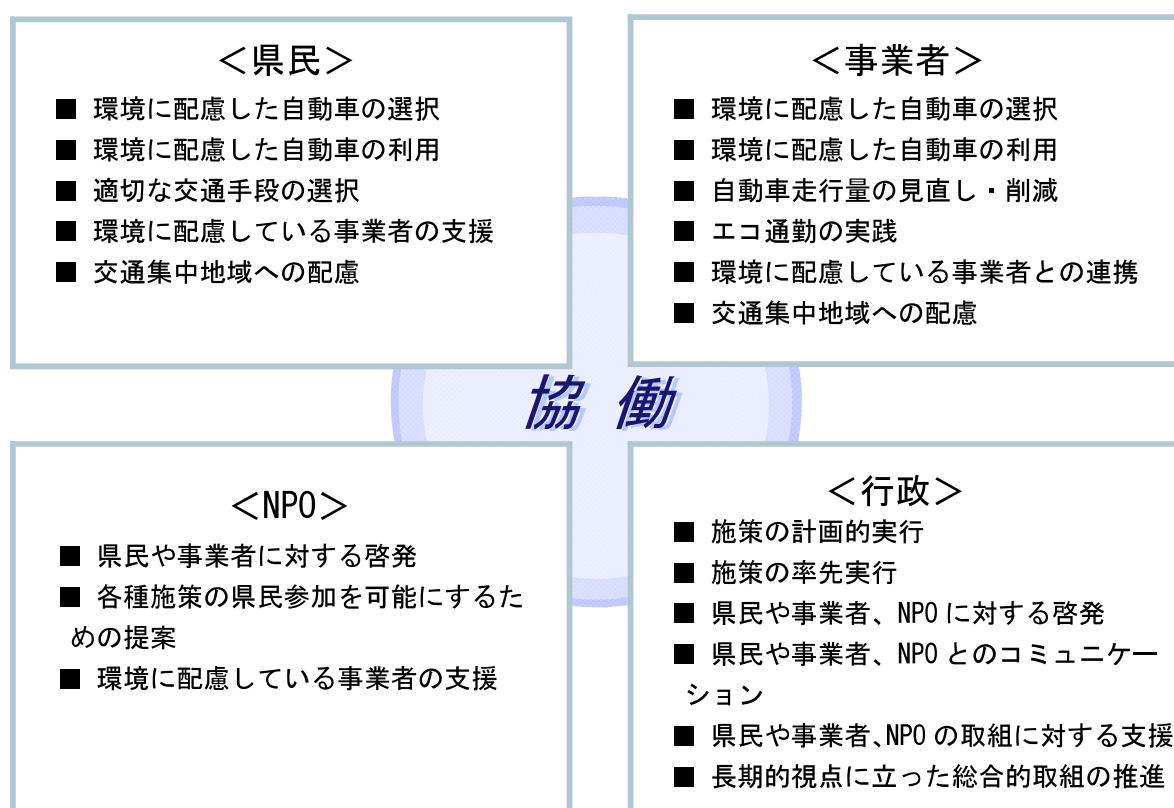 ＜県民＞
■ 環境に配慮した自動車の選択
■ 環境に配慮した自動車の利用
■ 適切な交通手段の選択
■ 環境に配慮している事業者の支援
■ 交通集中地域への配慮
＜事業者＞
■ 環境に配慮した自動車の選択
■ 環境に配慮した自動車の利用
■ 自動車走行量の見直し・削減
■ エコ通勤の実践
■ 環境に配慮している事業者との連携
■ 交通集中地域への配慮
協 働
＜NPO＞
■ 県民や事業者に対する啓発
■ 各種施策の県民参加を可能にするた
めの提案
■ 環境に配慮している事業者の支援
＜行政＞
■ 施策の計画的実行
■ 施策の率先実行
■ 県民や事業者、NPO に対する啓発
■ 県民や事業者、NPO とのコミュニケー
ション
■ 県民や事業者、NPO の取組に対する支援
■ 長期的視点に立った総合的取組の推進